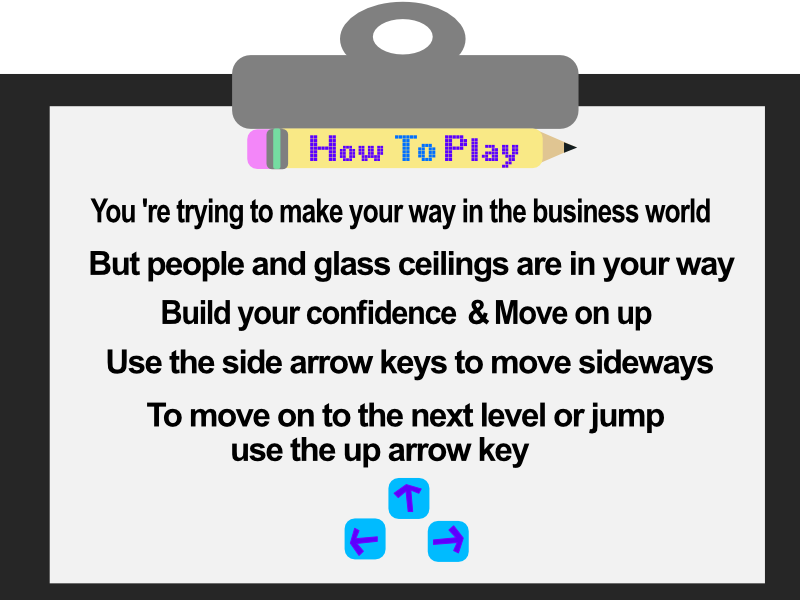 How To Play
You 're trying to make your way in the business world
But people and glass ceilings are in your way
Build your confidence & Move on up
Use the side arrow keys to move sideways
To move on to the next level or jump
use the up arrow key